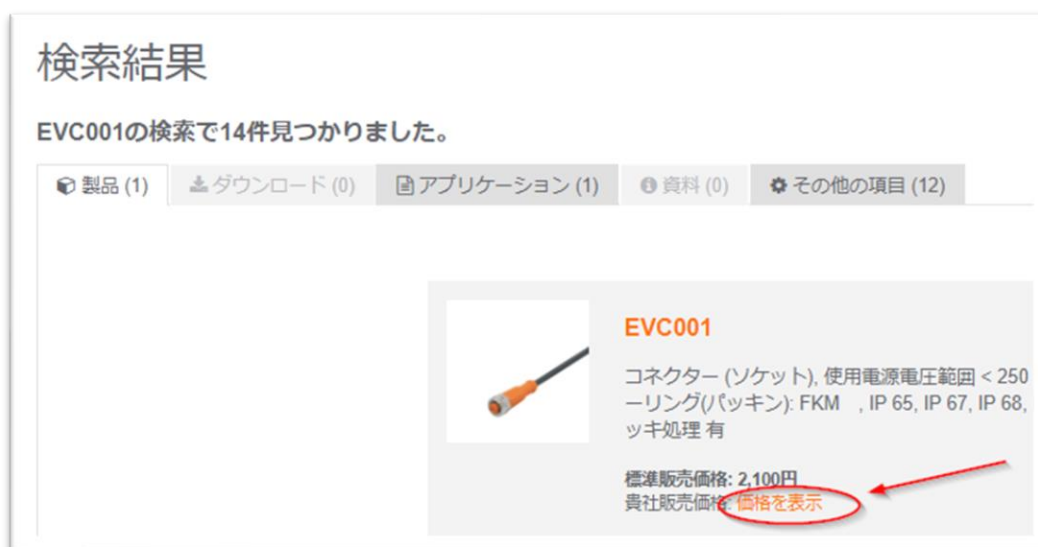 検索結果
EVC001の検索で14件見つかりました。
製品 (1) ダウンロード (0) アプリケーション (1) 資料 (0) その他の項目 (12)
EVC001
コネクター (ソケット), 使用電源電圧範囲 < 250
ーリング(パッキン): FKM , IP 65, IP 67, IP 68,
ッキ処理 有
標準販売価格: 2,100円
貴社販売価格: 価格を表示